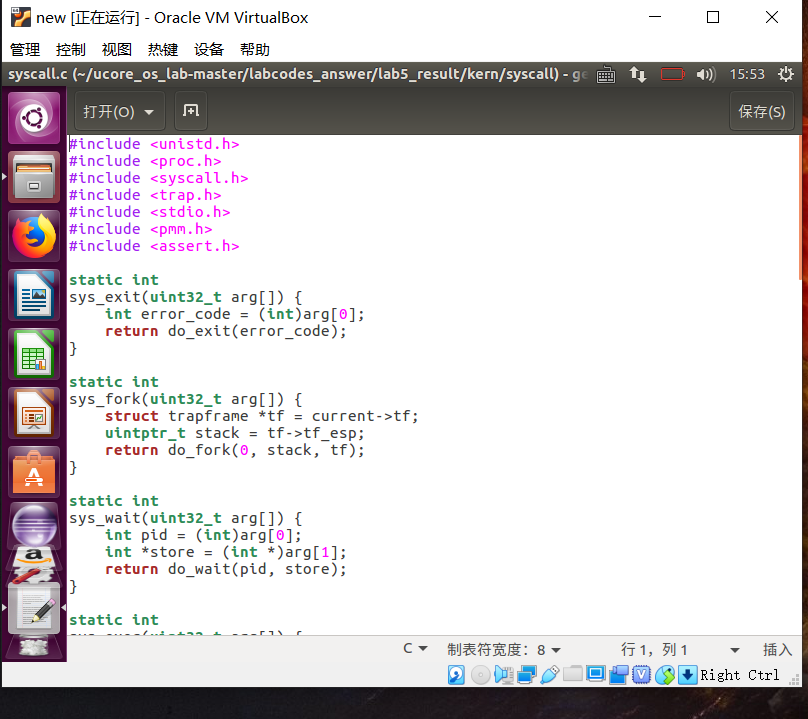 new [正在运行] - Oracle VM VirtualBox
管理 控制 视图 热键 设备 帮助
syscall.c (~/ucore_os_lab-master/labcodes_answer/lab5_result/kern/syscall) - ge 15:53
打开(O) 保存(S)
#include <unistd.h>
#include <proc.h>
#include <syscall.h>
#include <trap.h>
#include <stdio.h>
#include <pmm.h>
#include <assert.h>
static int
sys_exit(uint32_t arg[]) {
    int error_code = (int)arg[0];
    return do_exit(error_code);
}
static int
sys_fork(uint32_t arg[]) {
    struct trapframe *tf = current->tf;
    uintptr_t stack = tf->tf_esp;
    return do_fork(0, stack, tf);
}
static int
sys_wait(uint32_t arg[]) {
    int pid = (int)arg[0];
    int *store = (int *)arg[1];
    return do_wait(pid, store);
}
static int
C 制表符宽度：8 行 1，列 1 插入
Right Ctrl